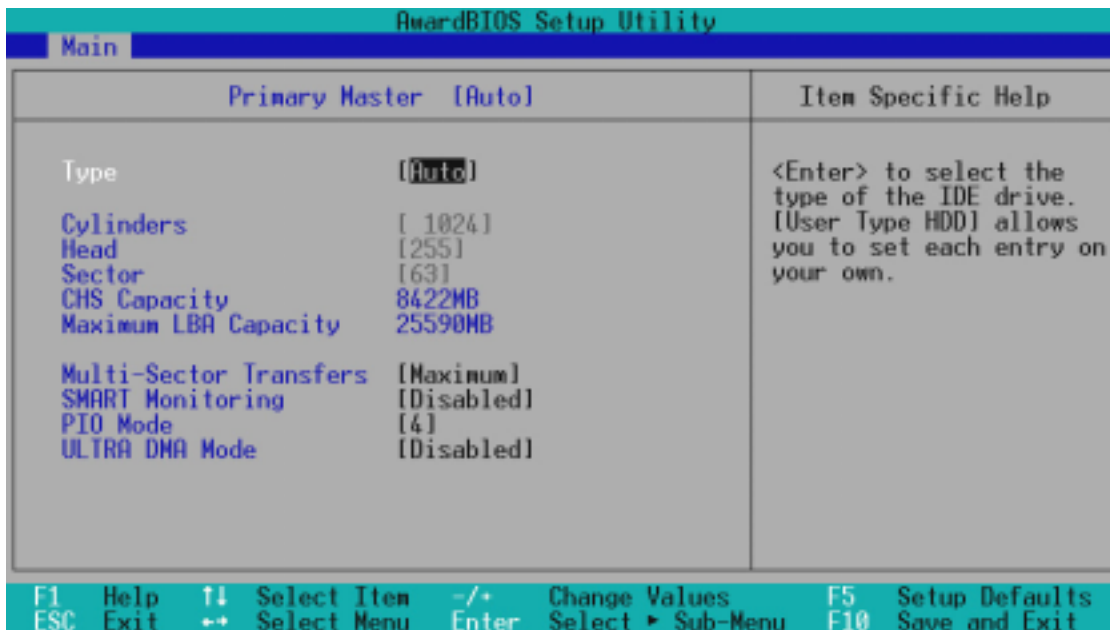 AwardBIOS Setup Utility
Main
Primary Master [Auto]
Item Specific Help
Type [Auto]
Cylinders [ 1024]
Head [255]
Sector [63]
CHS Capacity 8422MB
Maximum LBA Capacity 25590MB
Multi-Sector Transfers [Maximum]
SMART Monitoring [Disabled]
PIO Mode [4]
ULTRA DMA Mode [Disabled]
<Enter> to select the
type of the IDE drive.
[User Type HDD] allows
you to set each entry on
your own.
F1 Help ↑↓ Select Item -/+ Change Values F5 Setup Defaults
ESC Exit ←→ Select Menu Enter Select ► Sub-Menu F10 Save and Exit